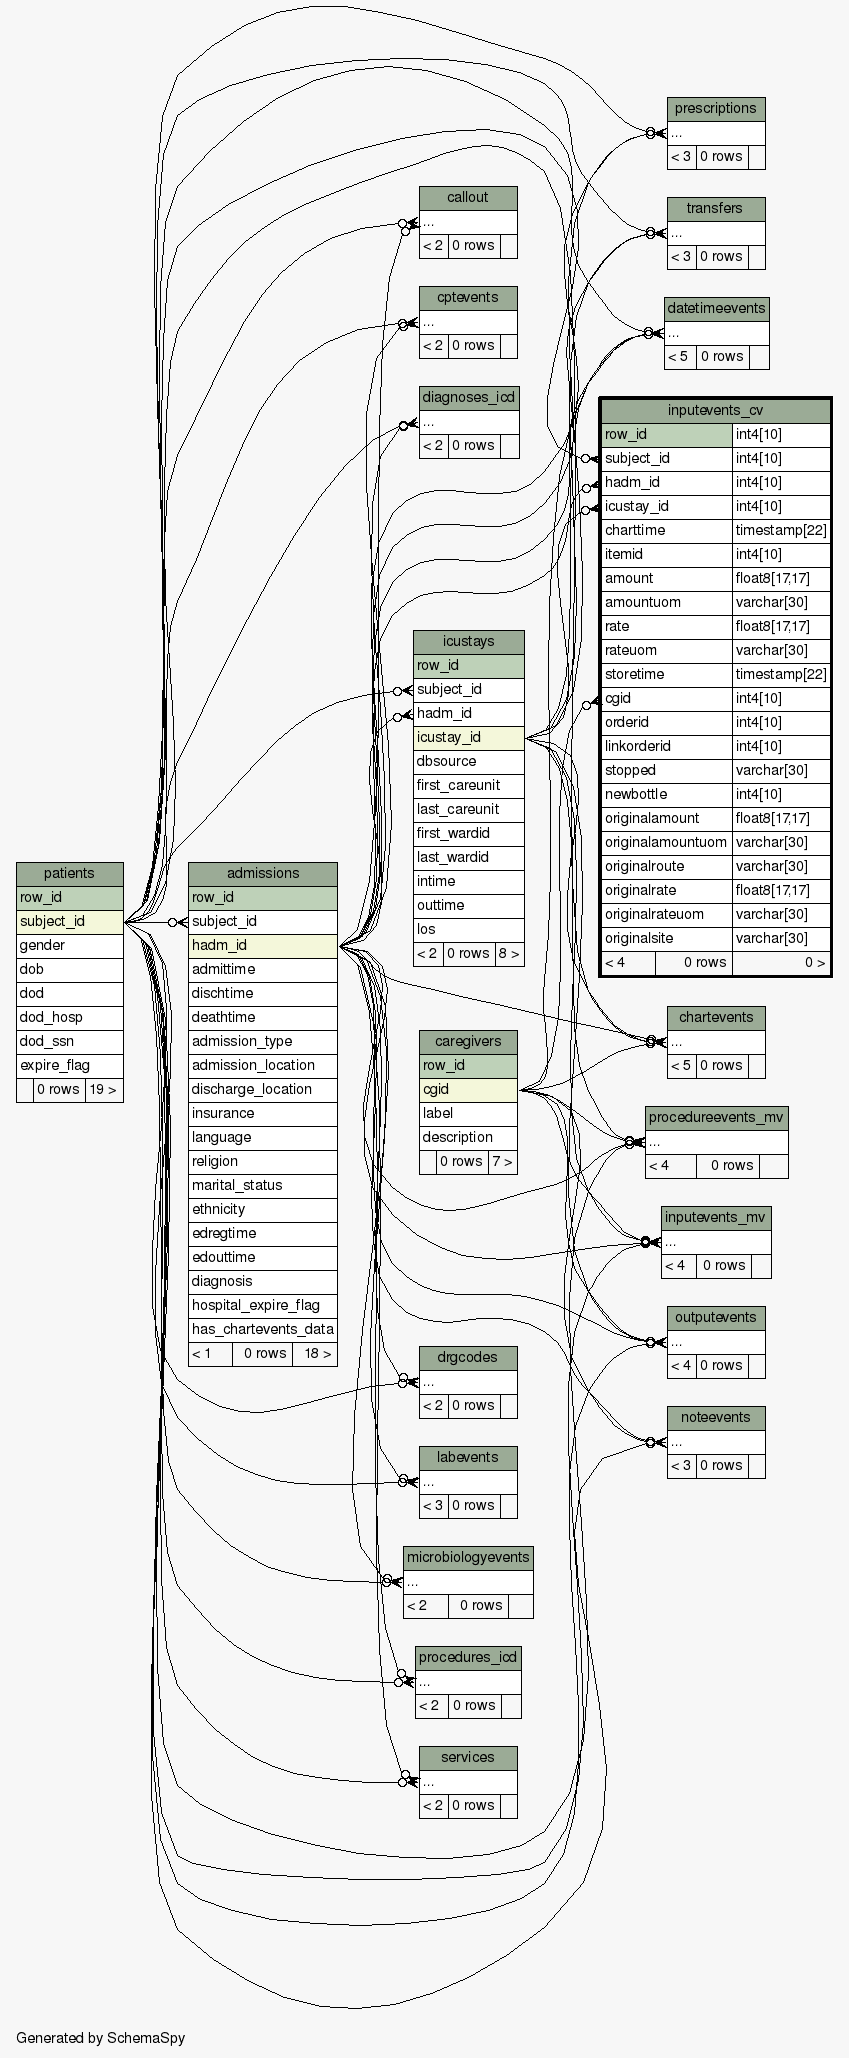 prescriptions
...
< 3 0 rows
transfers
...
< 3 0 rows
datetimeevents
...
< 5 0 rows
callout
...
< 2 0 rows
cptevents
...
< 2 0 rows
diagnoses_icd
...
< 2 0 rows
inputevents_cv
row_id int4[10]
subject_id int4[10]
hadm_id int4[10]
icustay_id int4[10]
charttime timestamp[22]
itemid int4[10]
amount float8[17,17]
amountuom varchar[30]
rate float8[17,17]
rateuom varchar[30]
storetime timestamp[22]
cgid int4[10]
orderid int4[10]
linkorderid int4[10]
stopped varchar[30]
newbottle int4[10]
originalamount float8[17,17]
originalamountuom varchar[30]
originalroute varchar[30]
originalrate float8[17,17]
originalrateuom varchar[30]
originalsite varchar[30]
< 4 0 rows 0 >
icustays
row_id
subject_id
hadm_id
icustay_id
dbsource
first_careunit
last_careunit
first_wardid
last_wardid
intime
outtime
los
< 2 0 rows 8 >
patients
row_id
subject_id
gender
dob
dod
dod_hosp
dod_ssn
expire_flag
0 rows 19 >
admissions
row_id
subject_id
hadm_id
admittime
dischtime
deathtime
admission_type
admission_location
discharge_location
insurance
language
religion
marital_status
ethnicity
edregtime
edouttime
diagnosis
hospital_expire_flag
has_chartevents_data
< 1 0 rows 18 >
caregivers
row_id
cgid
label
description
0 rows 7 >
chartevents
...
< 5 0 rows
procedureevents_mv
...
< 4 0 rows
inputevents_mv
...
< 4 0 rows
outputevents
...
< 4 0 rows
noteevents
...
< 3 0 rows
drgcodes
...
< 2 0 rows
labevents
...
< 3 0 rows
microbiologyevents
...
< 2 0 rows
procedures_icd
...
< 2 0 rows
services
...
< 2 0 rows
Generated by SchemaSpy